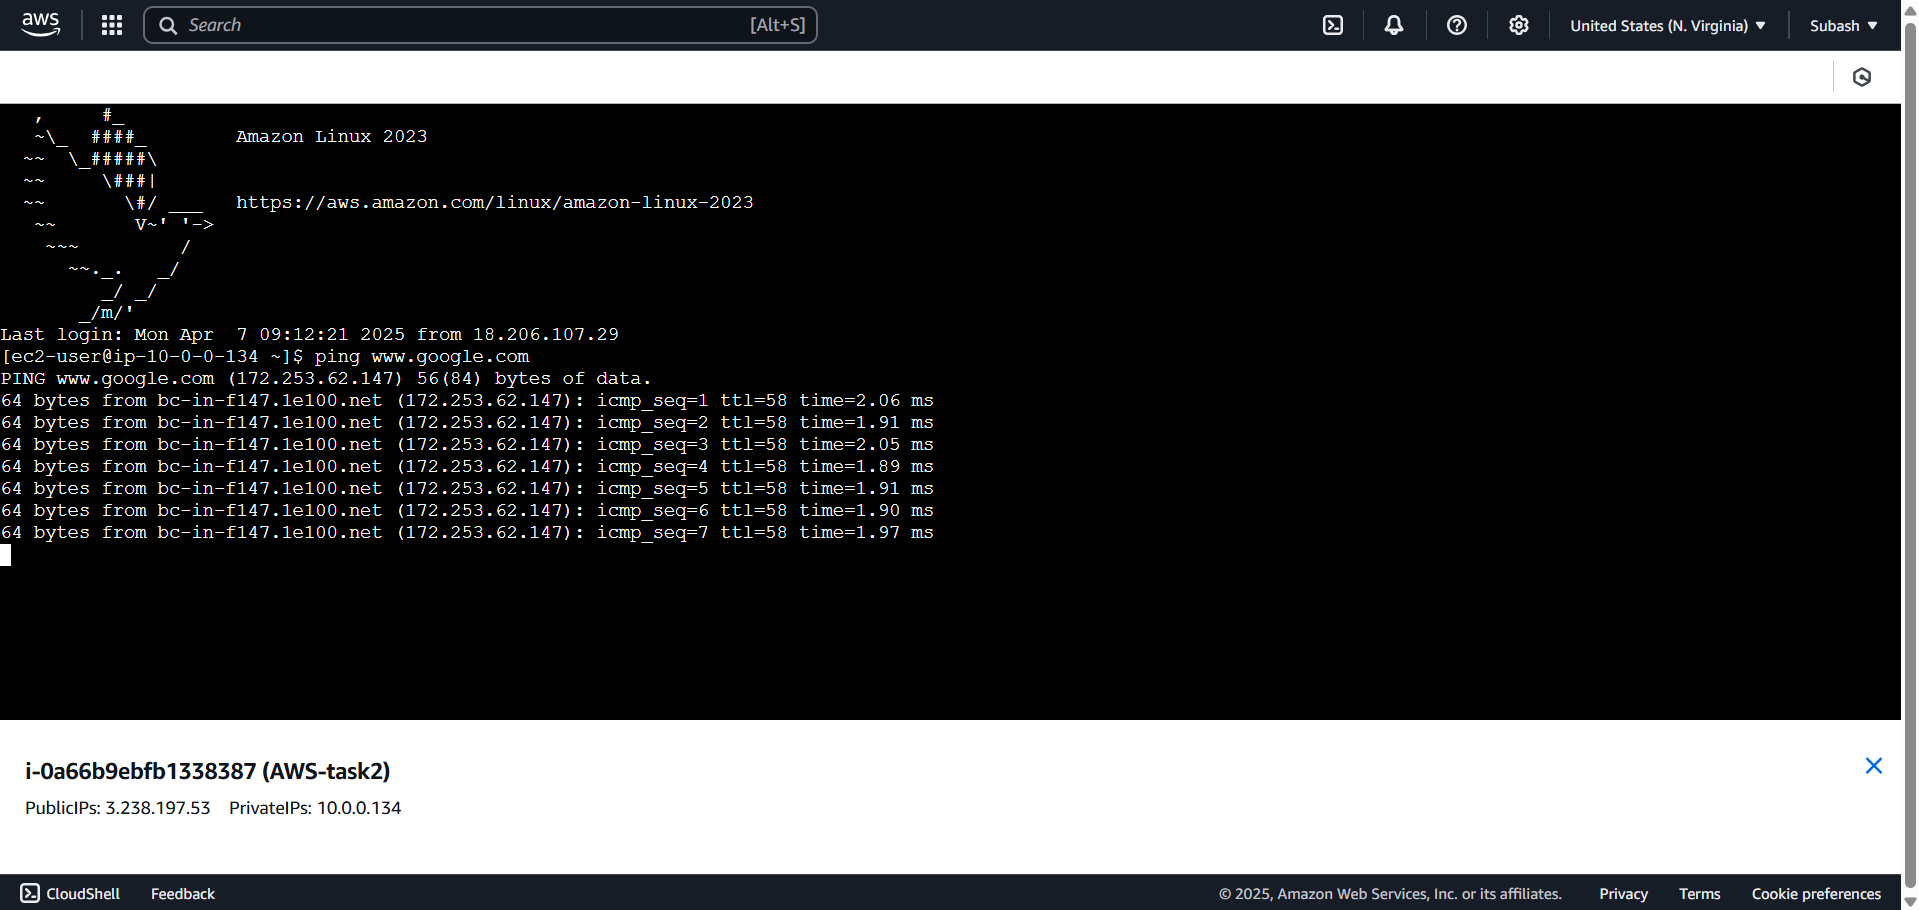 aws
Search [Alt+S]
United States (N. Virginia)
Subash
   ,     #_
   ~\_  ####_        Amazon Linux 2023
  ~~  \_#####\
  ~~     \###|
  ~~       \#/ ___   https://aws.amazon.com/linux/amazon-linux-2023
   ~~       V~' '->
    ~~~         /
      ~~._.   _/
         _/ _/
       _/m/'
Last login: Mon Apr  7 09:12:21 2025 from 18.206.107.29
[ec2-user@ip-10-0-0-134 ~]$ ping www.google.com
PING www.google.com (172.253.62.147) 56(84) bytes of data.
64 bytes from bc-in-f147.1e100.net (172.253.62.147): icmp_seq=1 ttl=58 time=2.06 ms
64 bytes from bc-in-f147.1e100.net (172.253.62.147): icmp_seq=2 ttl=58 time=1.91 ms
64 bytes from bc-in-f147.1e100.net (172.253.62.147): icmp_seq=3 ttl=58 time=2.05 ms
64 bytes from bc-in-f147.1e100.net (172.253.62.147): icmp_seq=4 ttl=58 time=1.89 ms
64 bytes from bc-in-f147.1e100.net (172.253.62.147): icmp_seq=5 ttl=58 time=1.91 ms
64 bytes from bc-in-f147.1e100.net (172.253.62.147): icmp_seq=6 ttl=58 time=1.90 ms
64 bytes from bc-in-f147.1e100.net (172.253.62.147): icmp_seq=7 ttl=58 time=1.97 ms
i-0a66b9ebfb1338387 (AWS-task2)
PublicIPs: 3.238.197.53 PrivateIPs: 10.0.0.134
CloudShell Feedback © 2025, Amazon Web Services, Inc. or its affiliates. Privacy Terms Cookie preferences